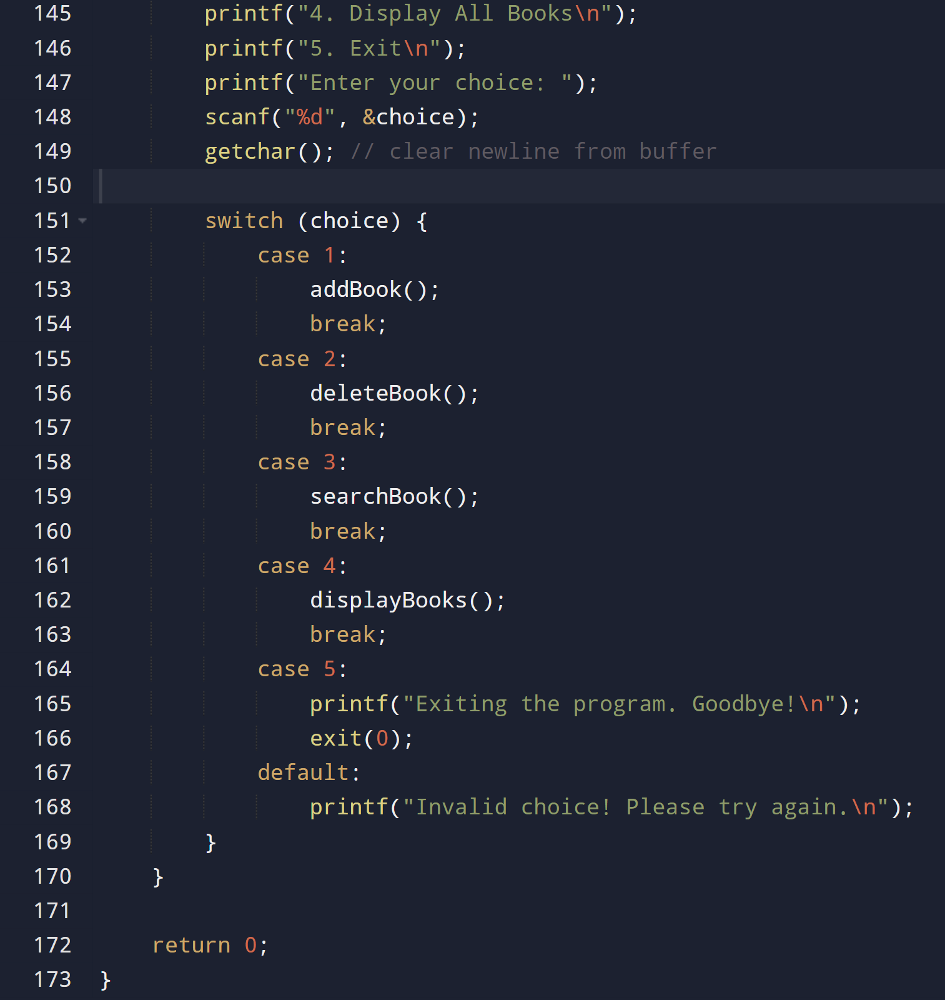 145 printf("4. Display All Books\n");
146 printf("5. Exit\n");
147 printf("Enter your choice: ");
148 scanf("%d", &choice);
149 getchar(); // clear newline from buffer
150
151 switch (choice) {
152 case 1:
153 addBook();
154 break;
155 case 2:
156 deleteBook();
157 break;
158 case 3:
159 searchBook();
160 break;
161 case 4:
162 displayBooks();
163 break;
164 case 5:
165 printf("Exiting the program. Goodbye!\n");
166 exit(0);
167 default:
168 printf("Invalid choice! Please try again.\n");
169 }
170 }
171
172 return 0;
173 }